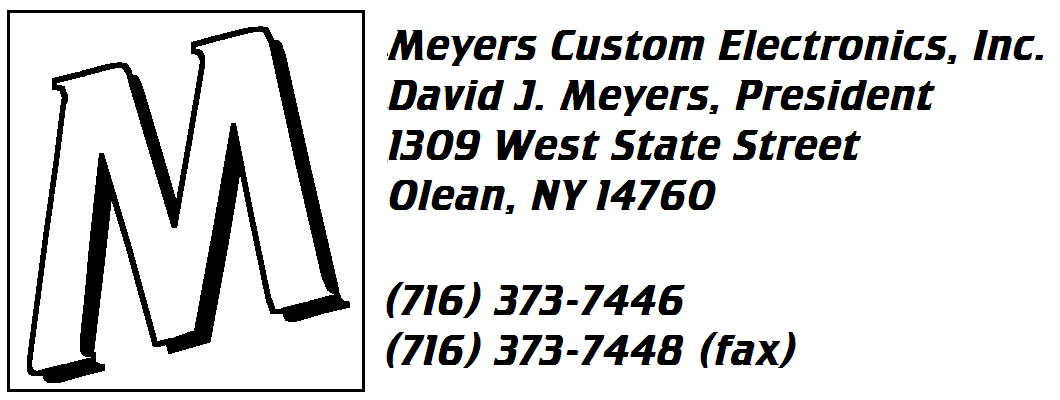 M
Meyers Custom Electronics, Inc.
David J. Meyers, President
1309 West State Street
Olean, NY 14760
(716) 373-7446
(716) 373-7448 (fax)